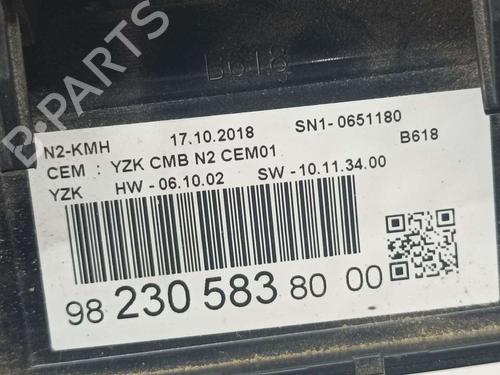 B-PARTS
B618
N2-KMH 17.10.2018 SN1- 0651180
CEM : YZK CMB N2 CEM01 B618
YZK HW - 06.10.02 SW - 10.11.34.00
98 230 583 80 00